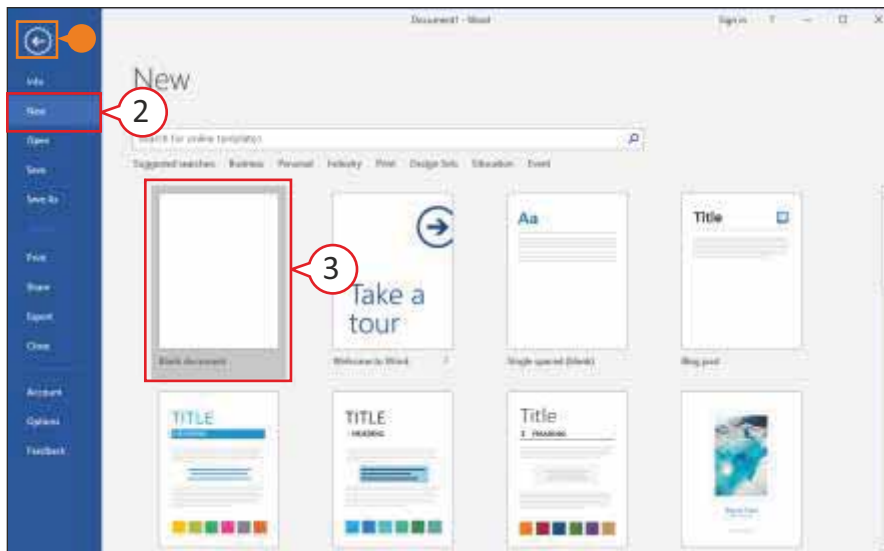 Document1 - Word
Sign in ?
Info
New
Open
Save
Save As
Print
Share
Export
Close
Account
Options
Feedback
New
2
Search for online templates
Suggested searches: Business Personal Industry Print Design Sets Education Event
3
Take a
tour
Aa
Title
Blank document
Welcome to Word
Single spaced (blank)
Blog post
TITLE
HEADING
TITLE
HEADING
Title
1 HEADING